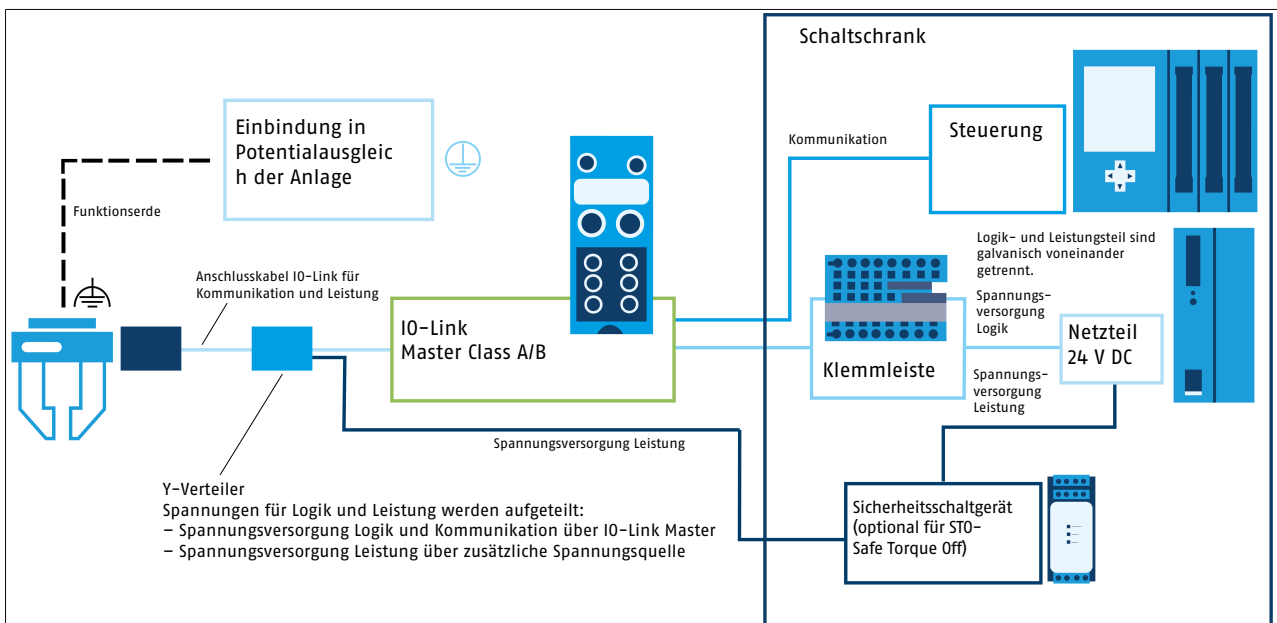 Schaltschrank
Einbindung in
Potentialausgleic
h der Anlage
Kommunikation
Steuerung
Funktionserde
Logik- und Leistungsteil sind
galvanisch voneinander
getrennt.
Anschlusskabel IO-Link für
Kommunikation und Leistung
Spannungs-
versorgung
Logik
IO-Link
Master Class A/B
Netzteil
24 V DC
Klemmleiste
Spannungs-
versorgung
Leistung
Spannungsversorgung Leistung
Y-Verteiler
Spannungen für Logik und Leistung werden aufgeteilt:
– Spannungsversorgung Logik und Kommunikation über IO-Link Master
– Spannungsversorgung Leistung über zusätzliche Spannungsquelle
Sicherheitsschaltgerät
(optional für STO-
Safe Torque Off)